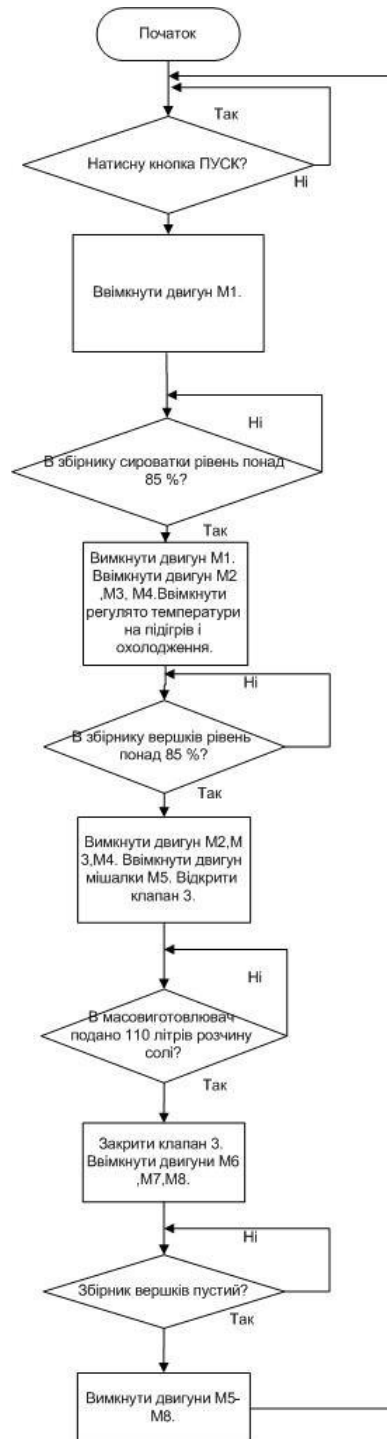 Початок
Так
Натисну кнопка ПУСК?
Ні
Ввімкнути двигун М1.
Ні
В збірнику сироватки рівень понад
85 %?
Так
Вимкнути двигун М1.
Ввімкнути двигун М2
,М3, М4.Ввімкнути
регулято температури
на підігрів і
охолодження.
Ні
В збірнику вершків рівень
понад 85 %?
Так
Вимкнути двигун М2,М
3,М4. Ввімкнути двигун
мішалки М5. Відкрити
клапан 3.
Ні
В масовиготовлювач
подано 110 літрів розчину
солі?
Так
Закрити клапан 3.
Ввімкнути двигуни М6
,М7,М8.
Ні
Збірник вершків пустий?
Так
Вимкнути двигуни М5-
М8.